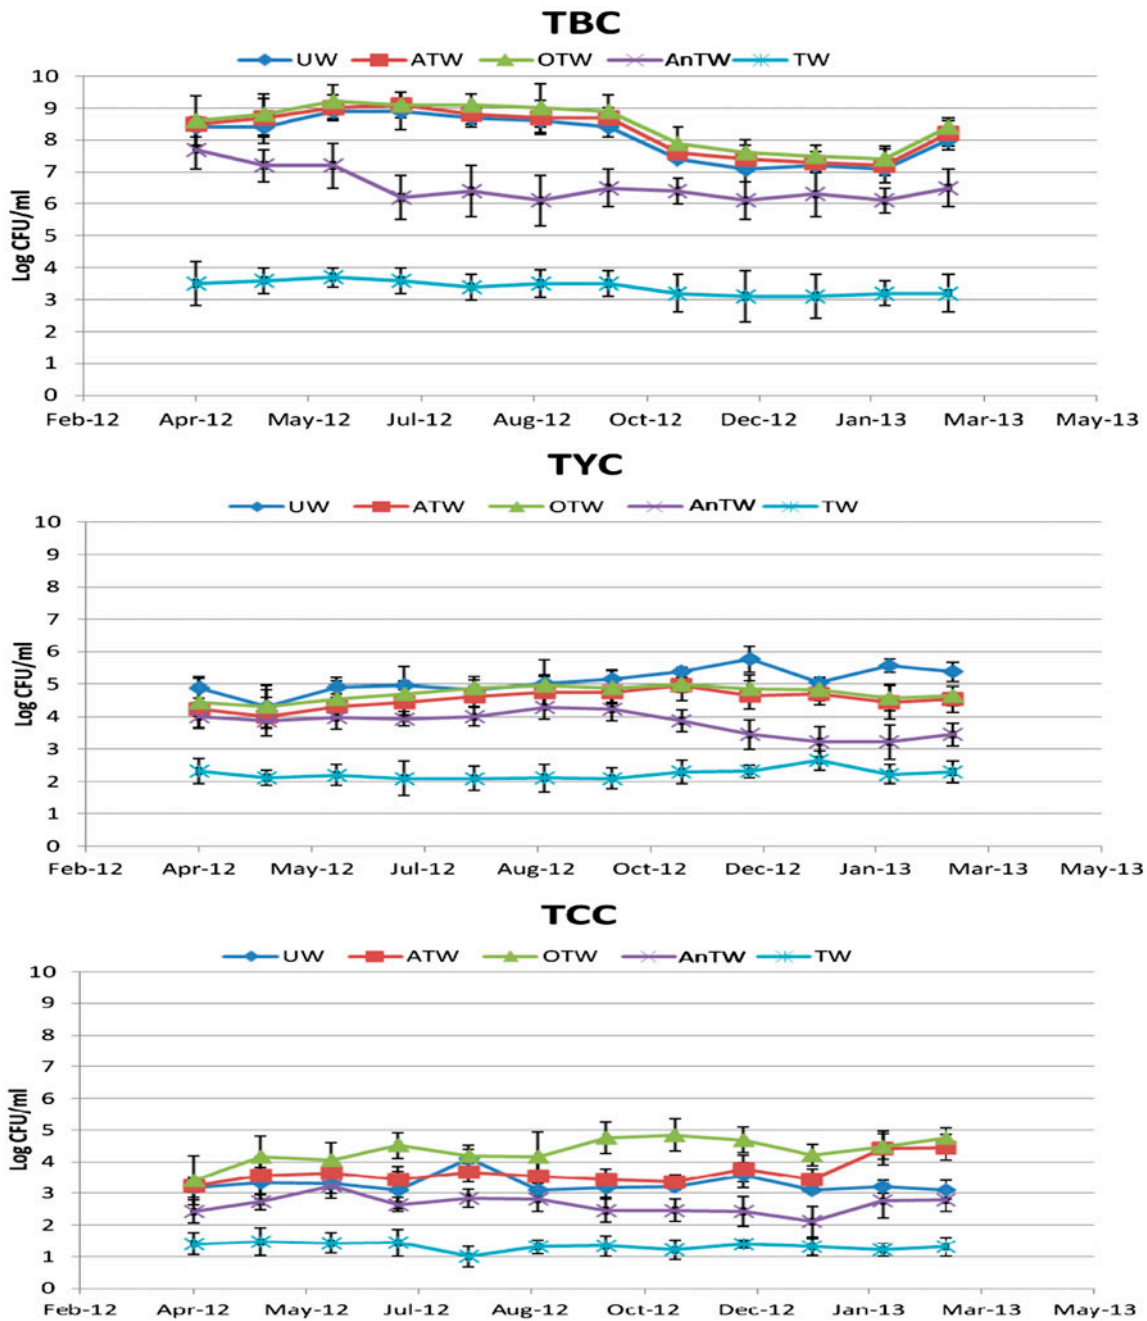 TBC
UW ATW OTW AnTW TW
10
9
8
7
6
5
4
3
2
1
0
Log CFU/ml
Feb-12 Apr-12 May-12 Jul-12 Aug-12 Oct-12 Dec-12 Jan-13 Mar-13 May-13
TYC
UW ATW OTW AnTW TW
10
9
8
7
6
5
4
3
2
1
0
Log CFU/ml
Feb-12 Apr-12 May-12 Jul-12 Aug-12 Oct-12 Dec-12 Jan-13 Mar-13 May-13
TCC
UW ATW OTW AnTW TW
10
9
8
7
6
5
4
3
2
1
0
Log CFU/ml
Feb-12 Apr-12 May-12 Jul-12 Aug-12 Oct-12 Dec-12 Jan-13 Mar-13 May-13